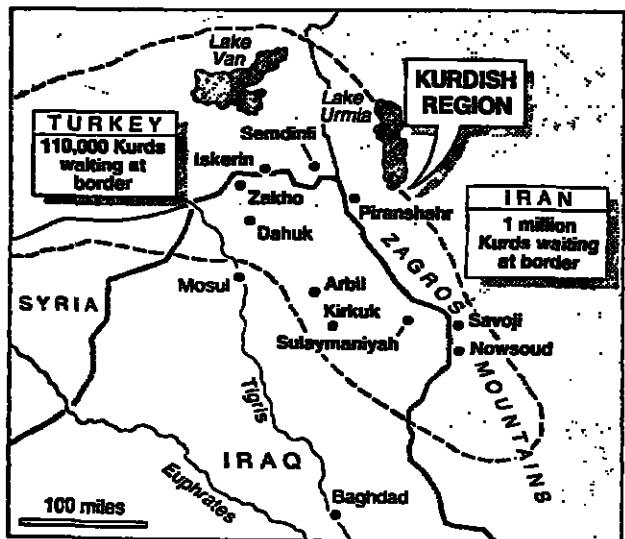 Lake
Van
Lake
Urmia
KURDISH
REGION
TURKEY
110,000 Kurds
waiting at
border
Semdinli
Iskerin
Zakho
Dahuk
Piranshahr
IRAN
1 million
Kurds waiting
at border
ZAGROS
MOUNTAINS
Mosul
Arbil
Kirkuk
Sulaymaniyah
Savoji
Nowsoud
SYRIA
Tigris
IRAQ
Euphrates
Baghdad
100 miles